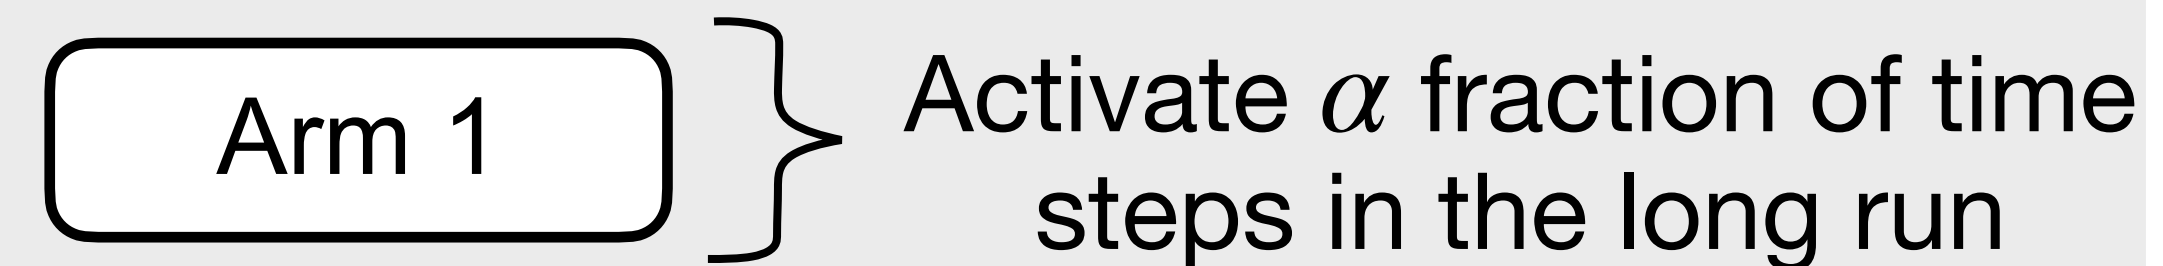 Arm 1
Activate α fraction of time
steps in the long run